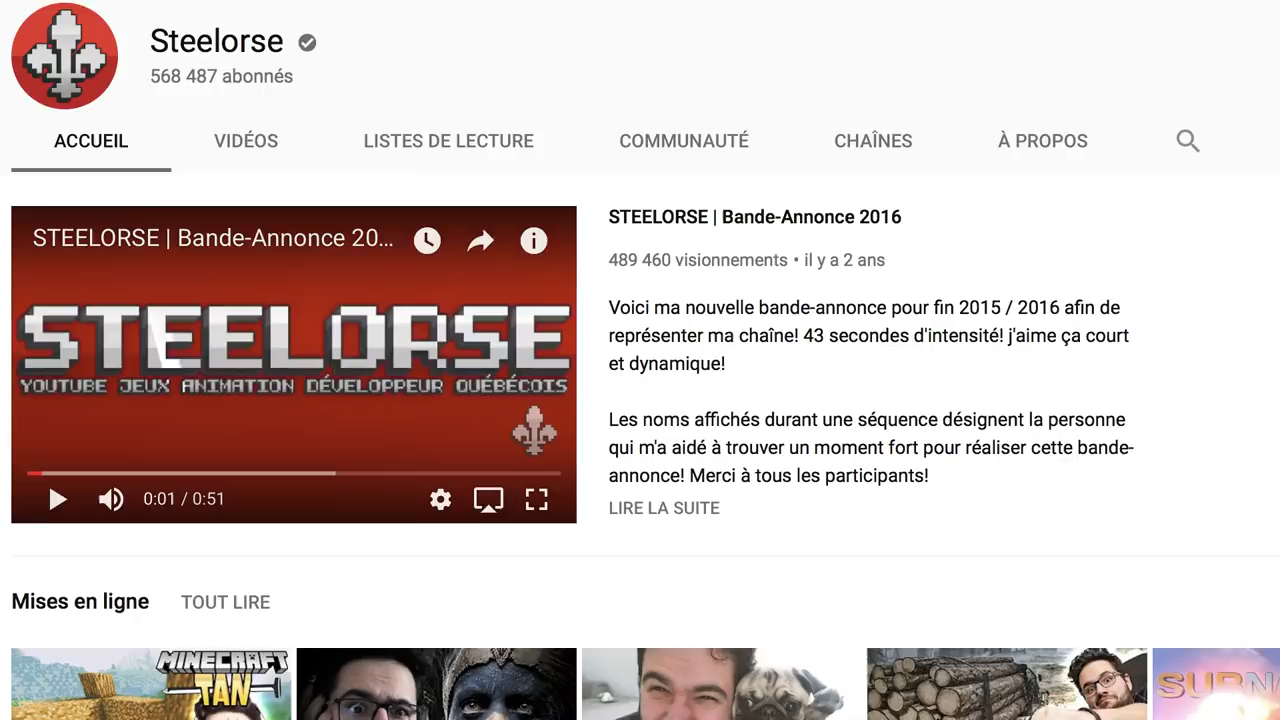 Steelorse
568 487 abonnés
ACCUEIL VIDÉOS LISTES DE LECTURE COMMUNAUTÉ CHAÎNES À PROPOS
STEELORSE | Bande-Annonce 20...
STEELORSE
YOUTUBE JEUX ANIMATION DÉVELOPPEUR QUÉBÉCOIS
0:01 / 0:51
STEELORSE | Bande-Annonce 2016
489 460 visionnements • il y a 2 ans
Voici ma nouvelle bande-annonce pour fin 2015 / 2016 afin de
représenter ma chaîne! 43 secondes d'intensité! j'aime ça court
et dynamique!
Les noms affichés durant une séquence désignent la personne
qui m'a aidé à trouver un moment fort pour réaliser cette bande-
annonce! Merci à tous les participants!
LIRE LA SUITE
Mises en ligne TOUT LIRE
MINECRAFT
TAN